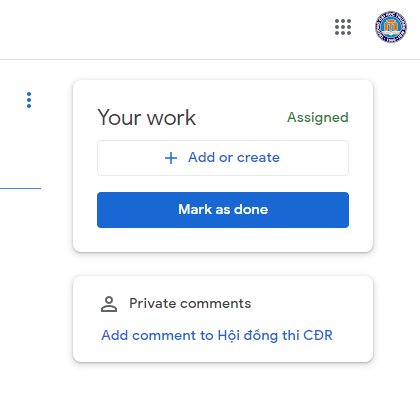 Your work
Assigned
+ Add or create
Mark as done
Private comments
Add comment to Hội đồng thi CĐR